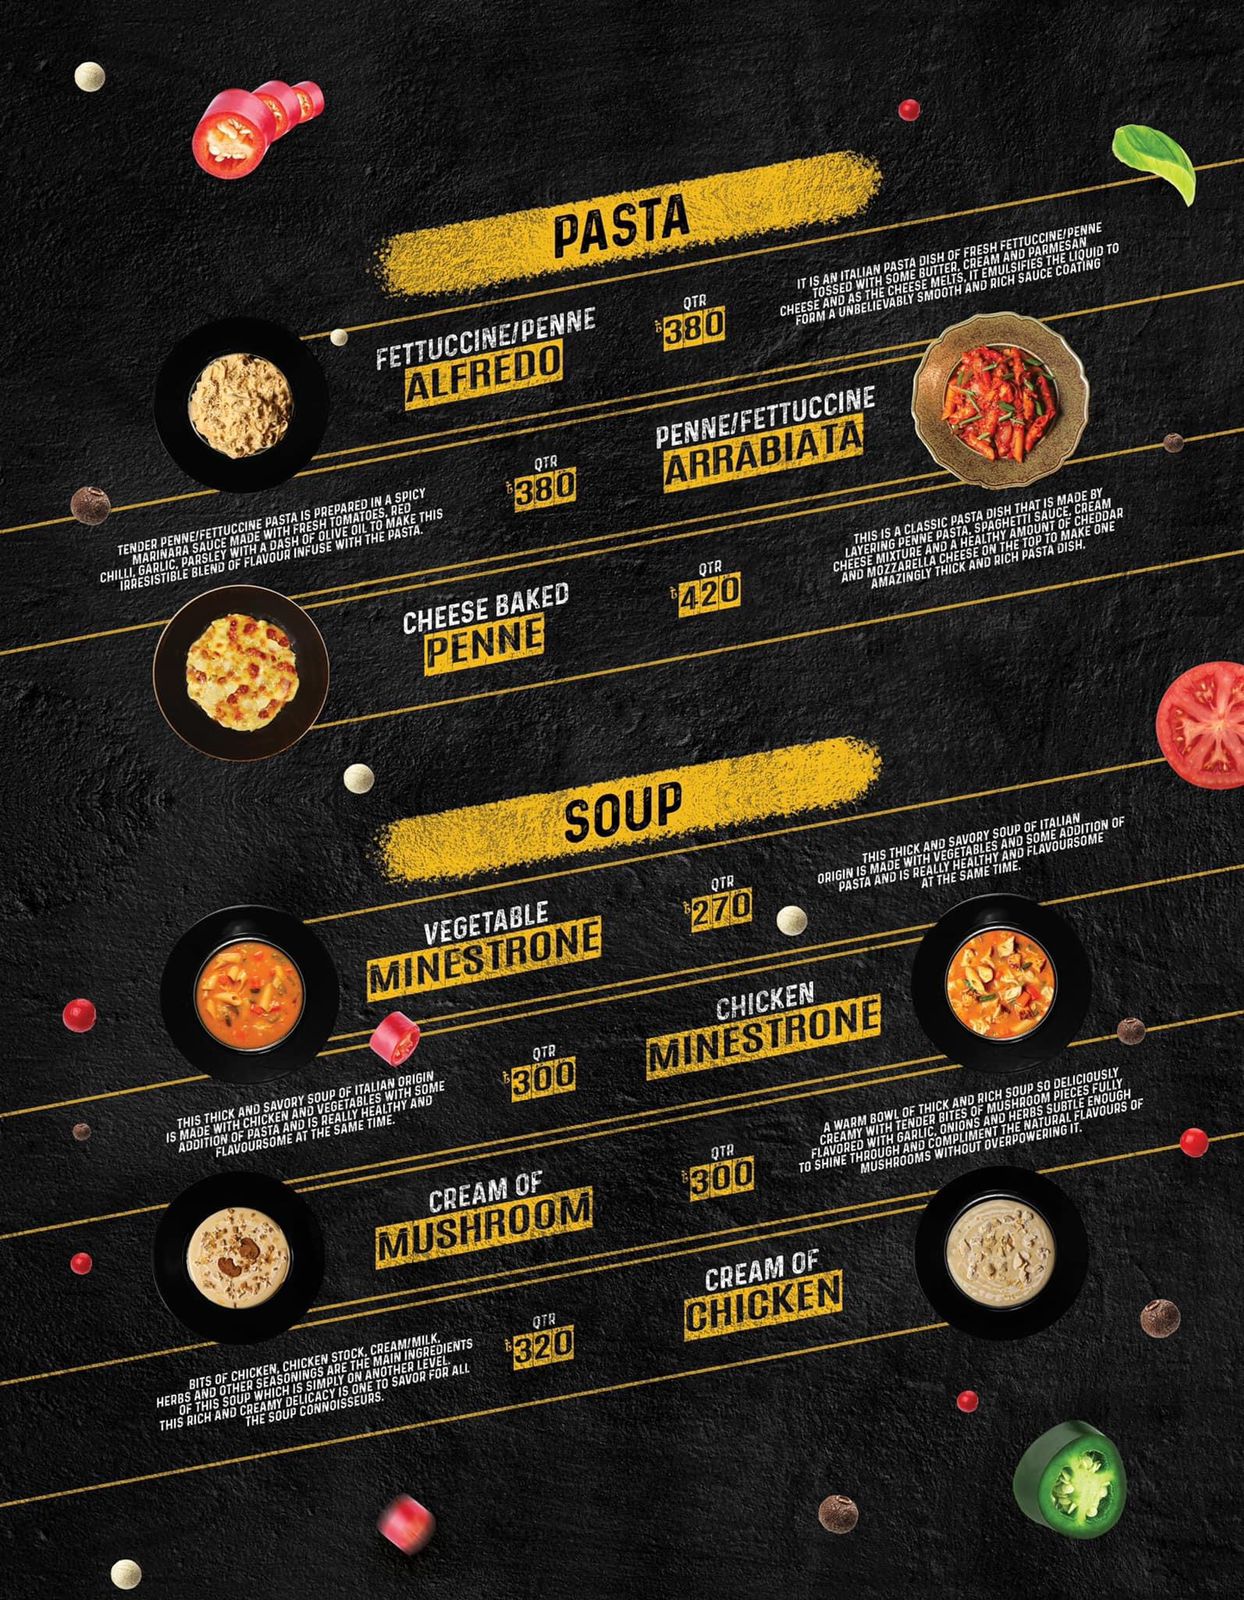 PASTA
FETTUCCINE/PENNE
ALFREDO
QTR
৳380
IT IS AN ITALIAN PASTA DISH OF FRESH FETTUCCINE/PENNE
TOSSED WITH SOME BUTTER, CREAM AND PARMESAN
CHEESE AND AS THE CHEESE MELTS, IT EMULSIFIES THE LIQUID TO
FORM A UNBELIEVABLY SMOOTH AND RICH SAUCE COATING
PENNE/FETTUCCINE
ARRABIATA
QTR
৳380
TENDER PENNE/FETTUCCINE PASTA IS PREPARED IN A SPICY
MARINARA SAUCE MADE WITH FRESH TOMATOES, RED
CHILLI, GARLIC, PARSLEY WITH A DASH OF OLIVE OIL TO MAKE THIS
IRRESISTIBLE BLEND OF FLAVOUR INFUSE WITH THE PASTA.
CHEESE BAKED
PENNE
QTR
৳420
THIS IS A CLASSIC PASTA DISH THAT IS MADE BY
LAYERING PENNE PASTA, SPAGHETTI SAUCE, CREAM
CHEESE MIXTURE AND A HEALTHY AMOUNT OF CHEDDAR
AND MOZZARELLA CHEESE ON THE TOP TO MAKE ONE
AMAZINGLY THICK AND RICH PASTA DISH.
SOUP
VEGETABLE
MINESTRONE
QTR
৳270
THIS THICK AND SAVORY SOUP OF ITALIAN
ORIGIN IS MADE WITH VEGETABLES AND SOME ADDITION OF
PASTA AND IS REALLY HEALTHY AND FLAVOURSOME
AT THE SAME TIME.
CHICKEN
MINESTRONE
QTR
৳300
THIS THICK AND SAVORY SOUP OF ITALIAN ORIGIN
IS MADE WITH CHICKEN AND VEGETABLES WITH SOME
ADDITION OF PASTA AND IS REALLY HEALTHY AND
FLAVOURSOME AT THE SAME TIME.
CREAM OF
MUSHROOM
QTR
৳300
A WARM BOWL OF THICK AND RICH SOUP SO DELICIOUSLY
CREAMY WITH TENDER BITES OF MUSHROOM PIECES FULLY
FLAVORED WITH GARLIC, ONIONS AND HERBS SUBTLE ENOUGH
TO SHINE THROUGH AND COMPLIMENT THE NATURAL FLAVOURS OF
MUSHROOMS WITHOUT OVERPOWERING IT.
CREAM OF
CHICKEN
QTR
৳320
BITS OF CHICKEN, CHICKEN STOCK, CREAM/MILK,
HERBS AND OTHER SEASONINGS ARE THE MAIN INGREDIENTS
OF THIS SOUP WHICH IS SIMPLY ON ANOTHER LEVEL.
THIS RICH AND CREAMY DELICACY IS ONE TO SAVOR FOR ALL
THE SOUP CONNOISSEURS.